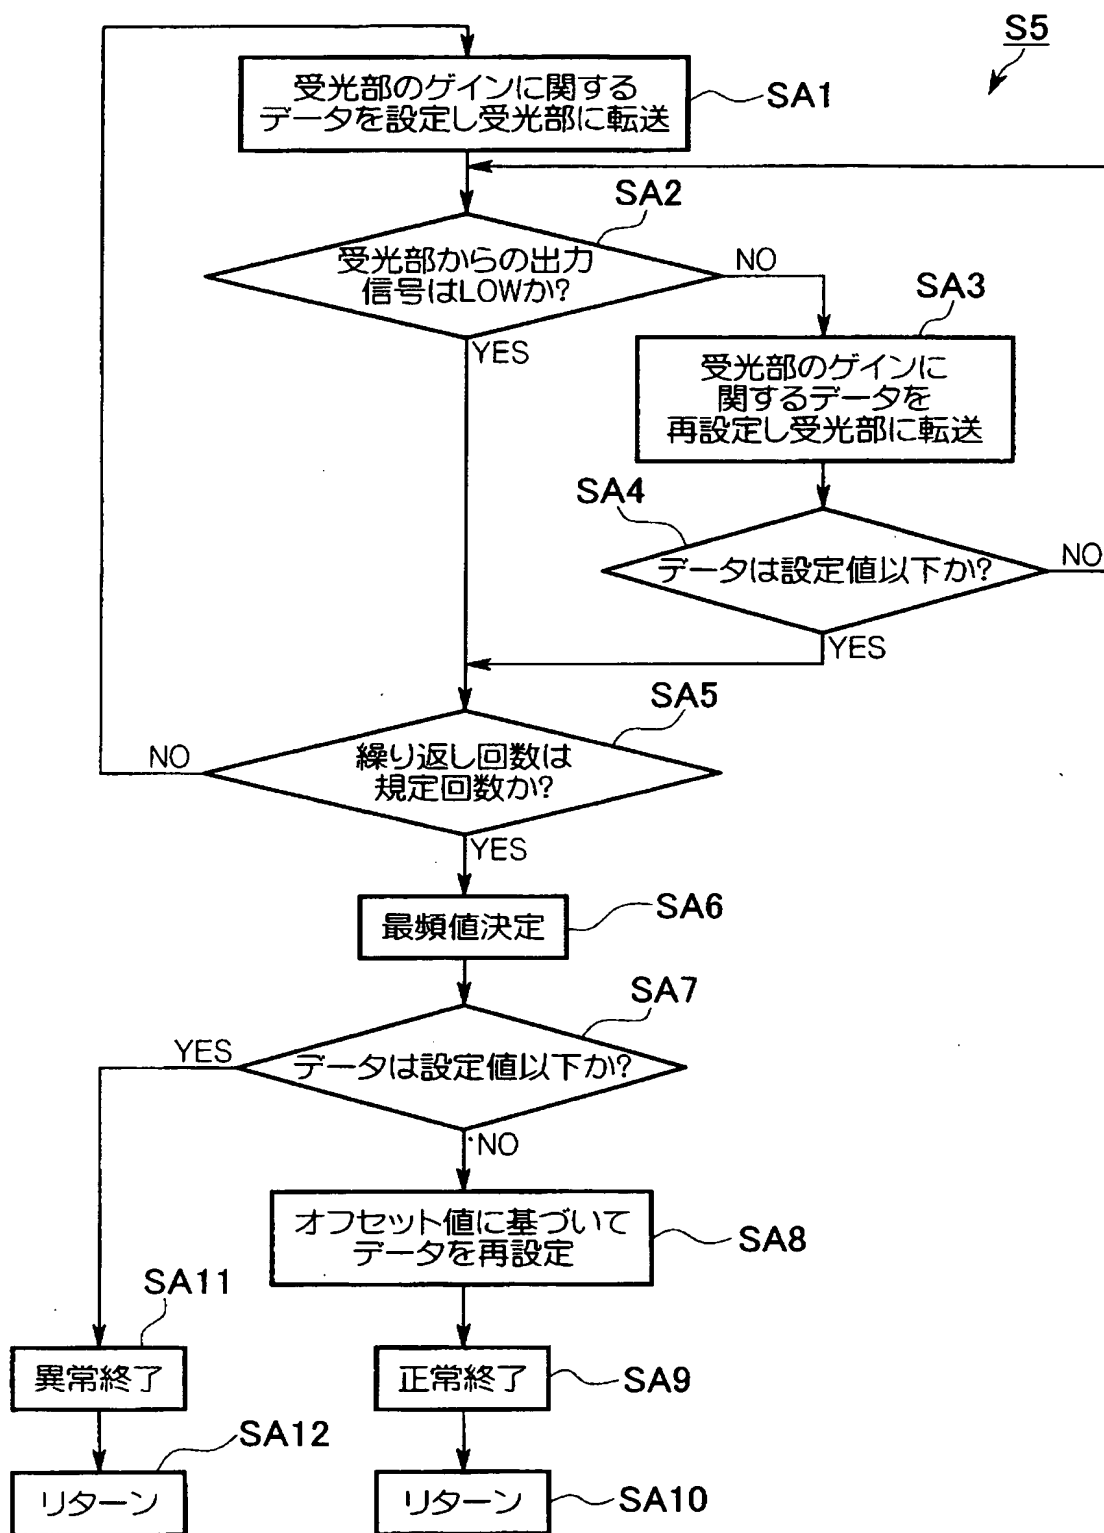 S5
受光部のゲインに関する
データを設定し受光部に転送
SA1
SA2
受光部からの出力
信号はLOWか?
NO
YES
SA3
受光部のゲインに
関するデータを
再設定し受光部に転送
SA4
データは設定値以下か?
NO
YES
SA5
繰り返し回数は
規定回数か?
NO
YES
SA6
最頻値決定
SA7
データは設定値以下か?
YES
NO
オフセット値に基づいて
データを再設定
SA8
SA11
異常終了
正常終了
SA9
SA12
リターン
リターン
SA10